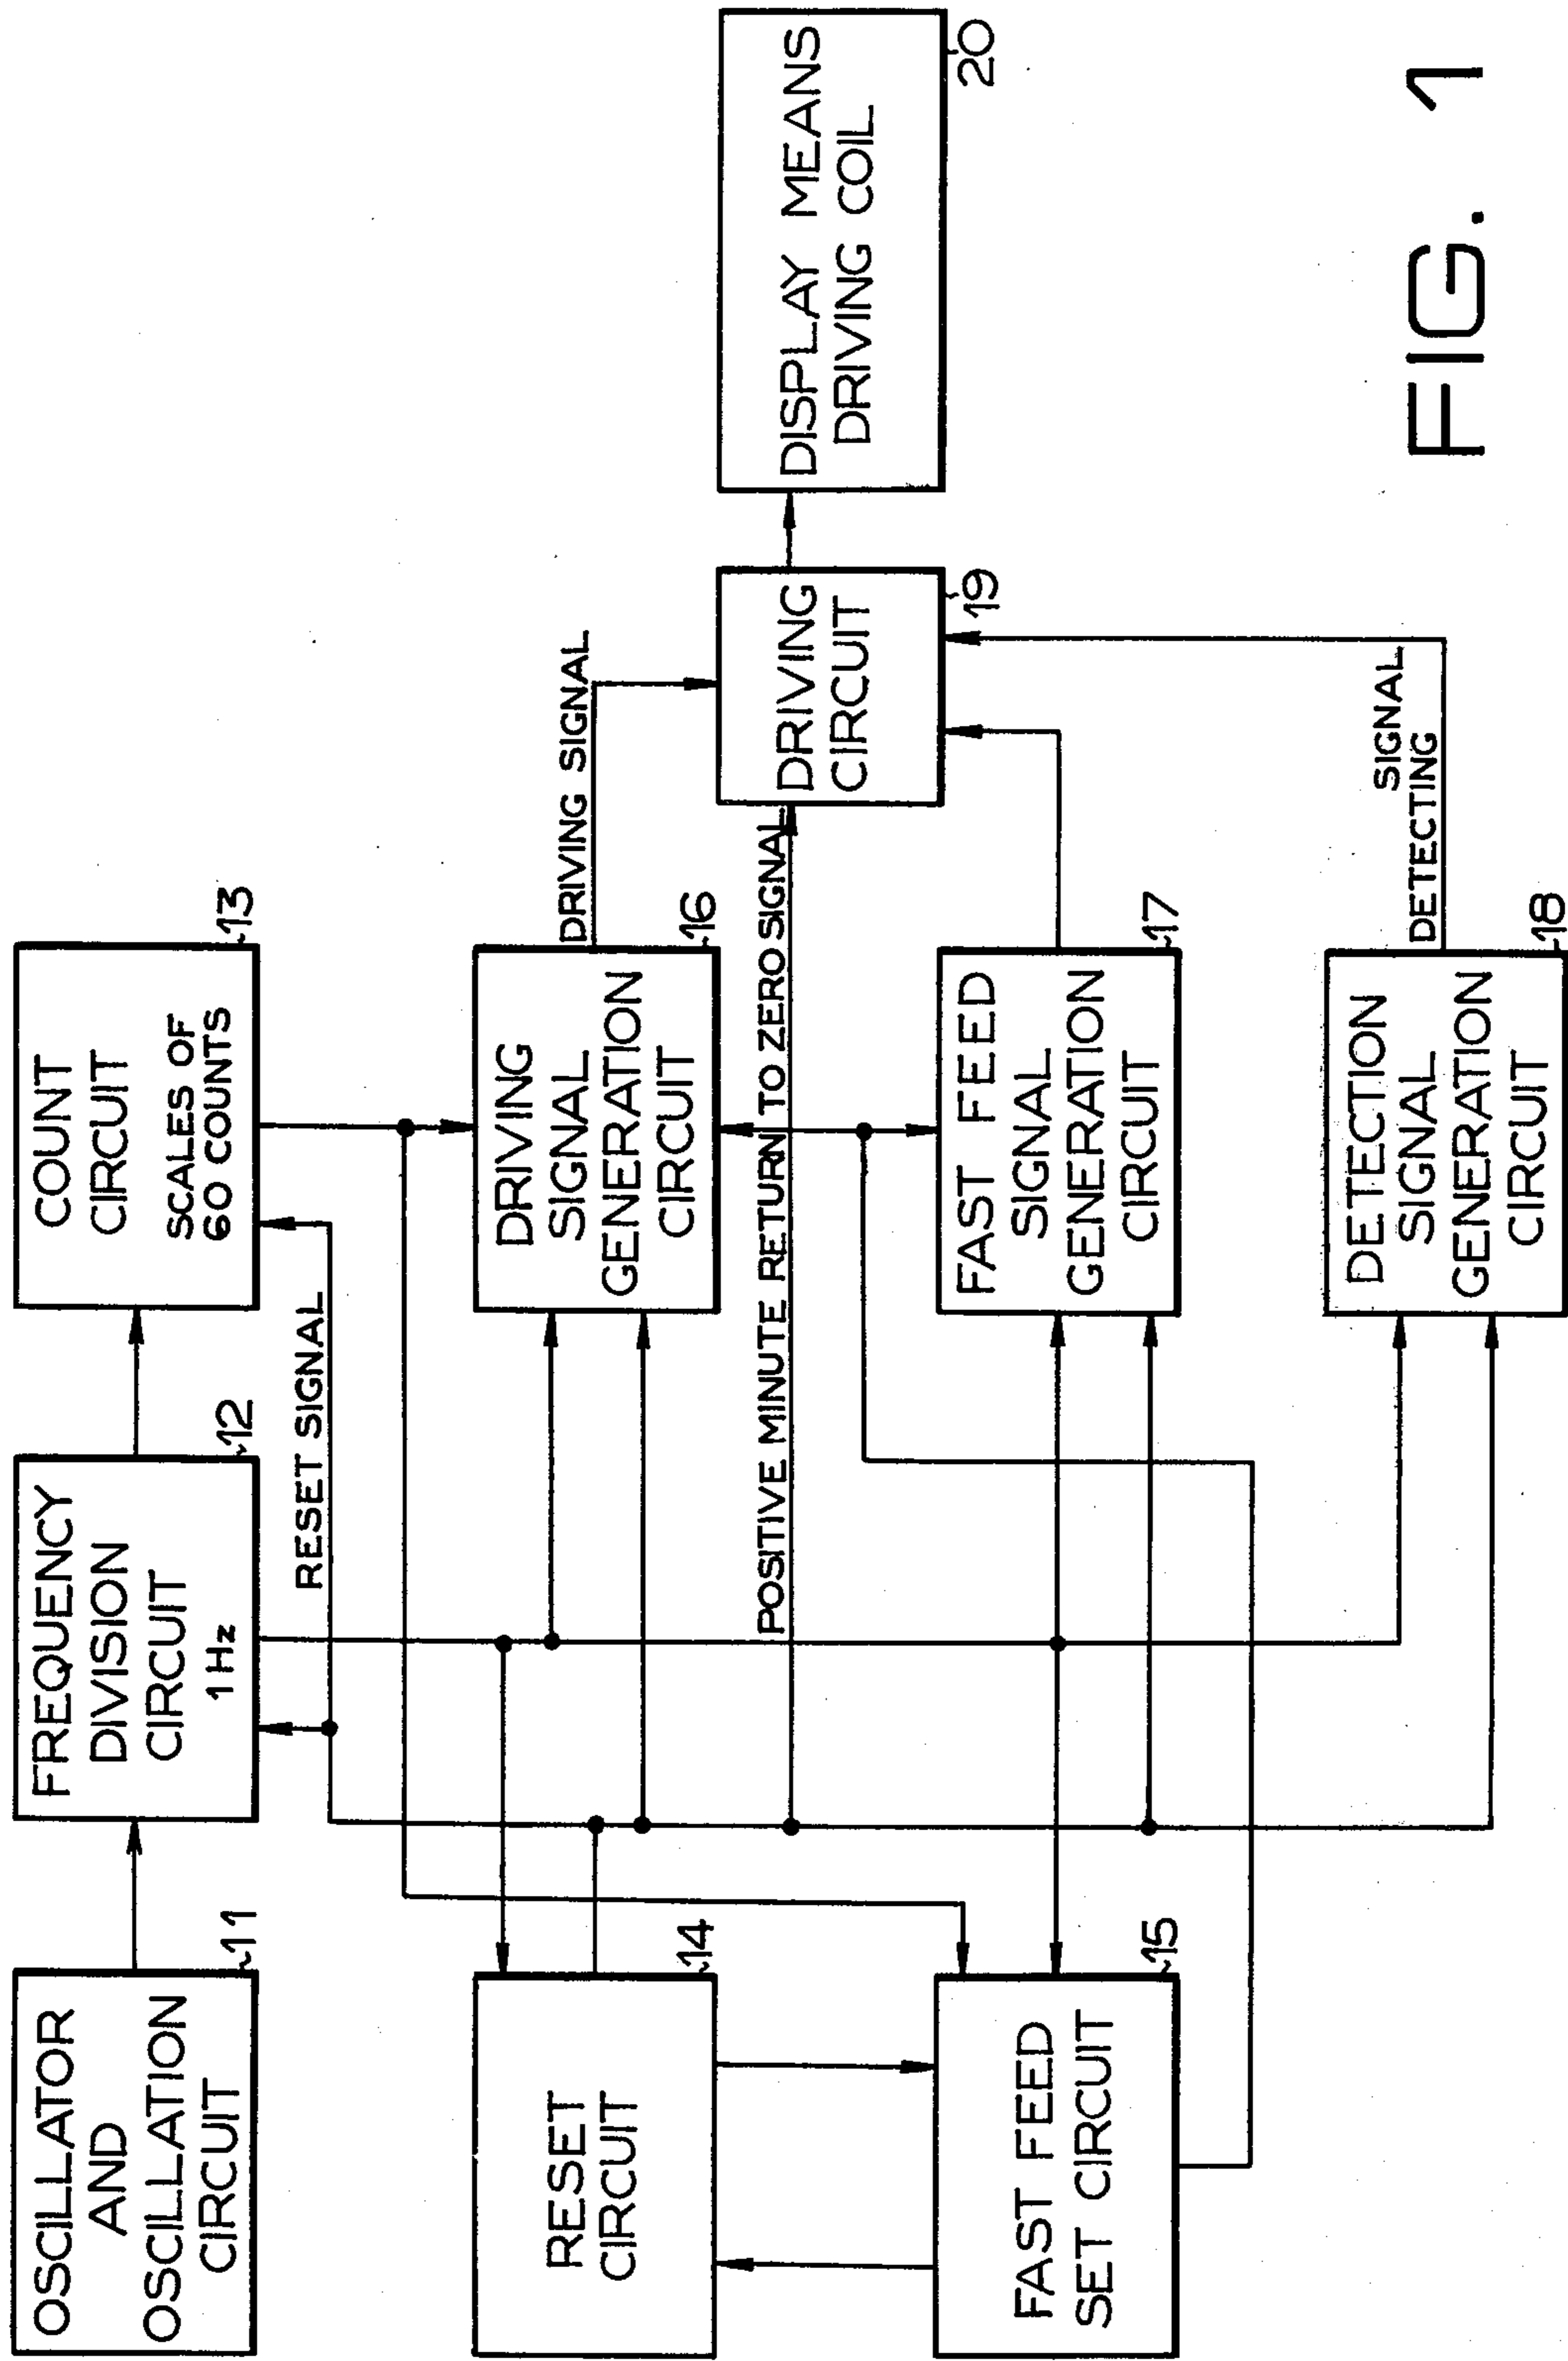 OSCILLATOR
AND
OSCILLATION
CIRCUIT
11
FREQUENCY
DIVISION
CIRCUIT
1Hz
12
COUNT
CIRCUIT
SCALES OF
60 COUNTS
13
RESET SIGNAL
RESET
CIRCUIT
14
DRIVING
SIGNAL
GENERATION
CIRCUIT
16
DRIVING SIGNAL
POSITIVE MINUTE RETURN TO ZERO SIGNAL
DRIVING
CIRCUIT
19
DISPLAY MEANS
DRIVING COIL
20
FAST FEED
SET CIRCUIT
15
FAST FEED
SIGNAL
GENERATION
CIRCUIT
17
DETECTION
SIGNAL
GENERATION
CIRCUIT
18
SIGNAL
DETECTING
FIG. 1